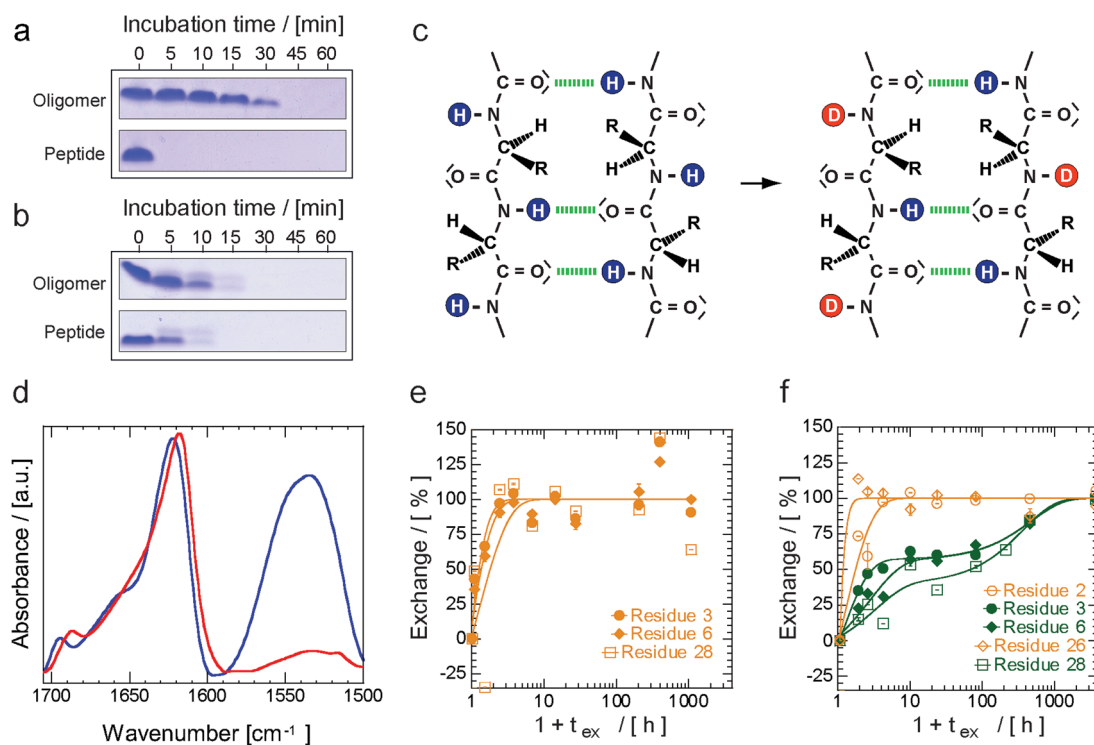 a
Incubation time / [min]
0 5 10 15 30 45 60
Oligomer
Peptide
b
Incubation time / [min]
0 5 10 15 30 45 60
Oligomer
Peptide
c
C = O H - N C = O H - N
H - N H C = O D - N H C = O
C R R C C R R C
H H
O = C N - H O = C N - D
N - H O = C N - H O = C
H C R H C R
R C H R C H
C = O H - N C = O H - N
H - N C = O D - N C = O
d
Absorbance / [a.u.]
1700 1650 1600 1550 1500
Wavenumber [cm-1]
e
Exchange / [ % ]
150
125
100
75
50
25
0
-25
Residue 3
Residue 6
Residue 28
1 10 100 1000
1 + t ex / [ h ]
f
Exchange / [ % ]
150
125
100
75
50
25
0
-25
Residue 2
Residue 3
Residue 6
Residue 26
Residue 28
1 10 100 1000
1 + t ex / [ h ]